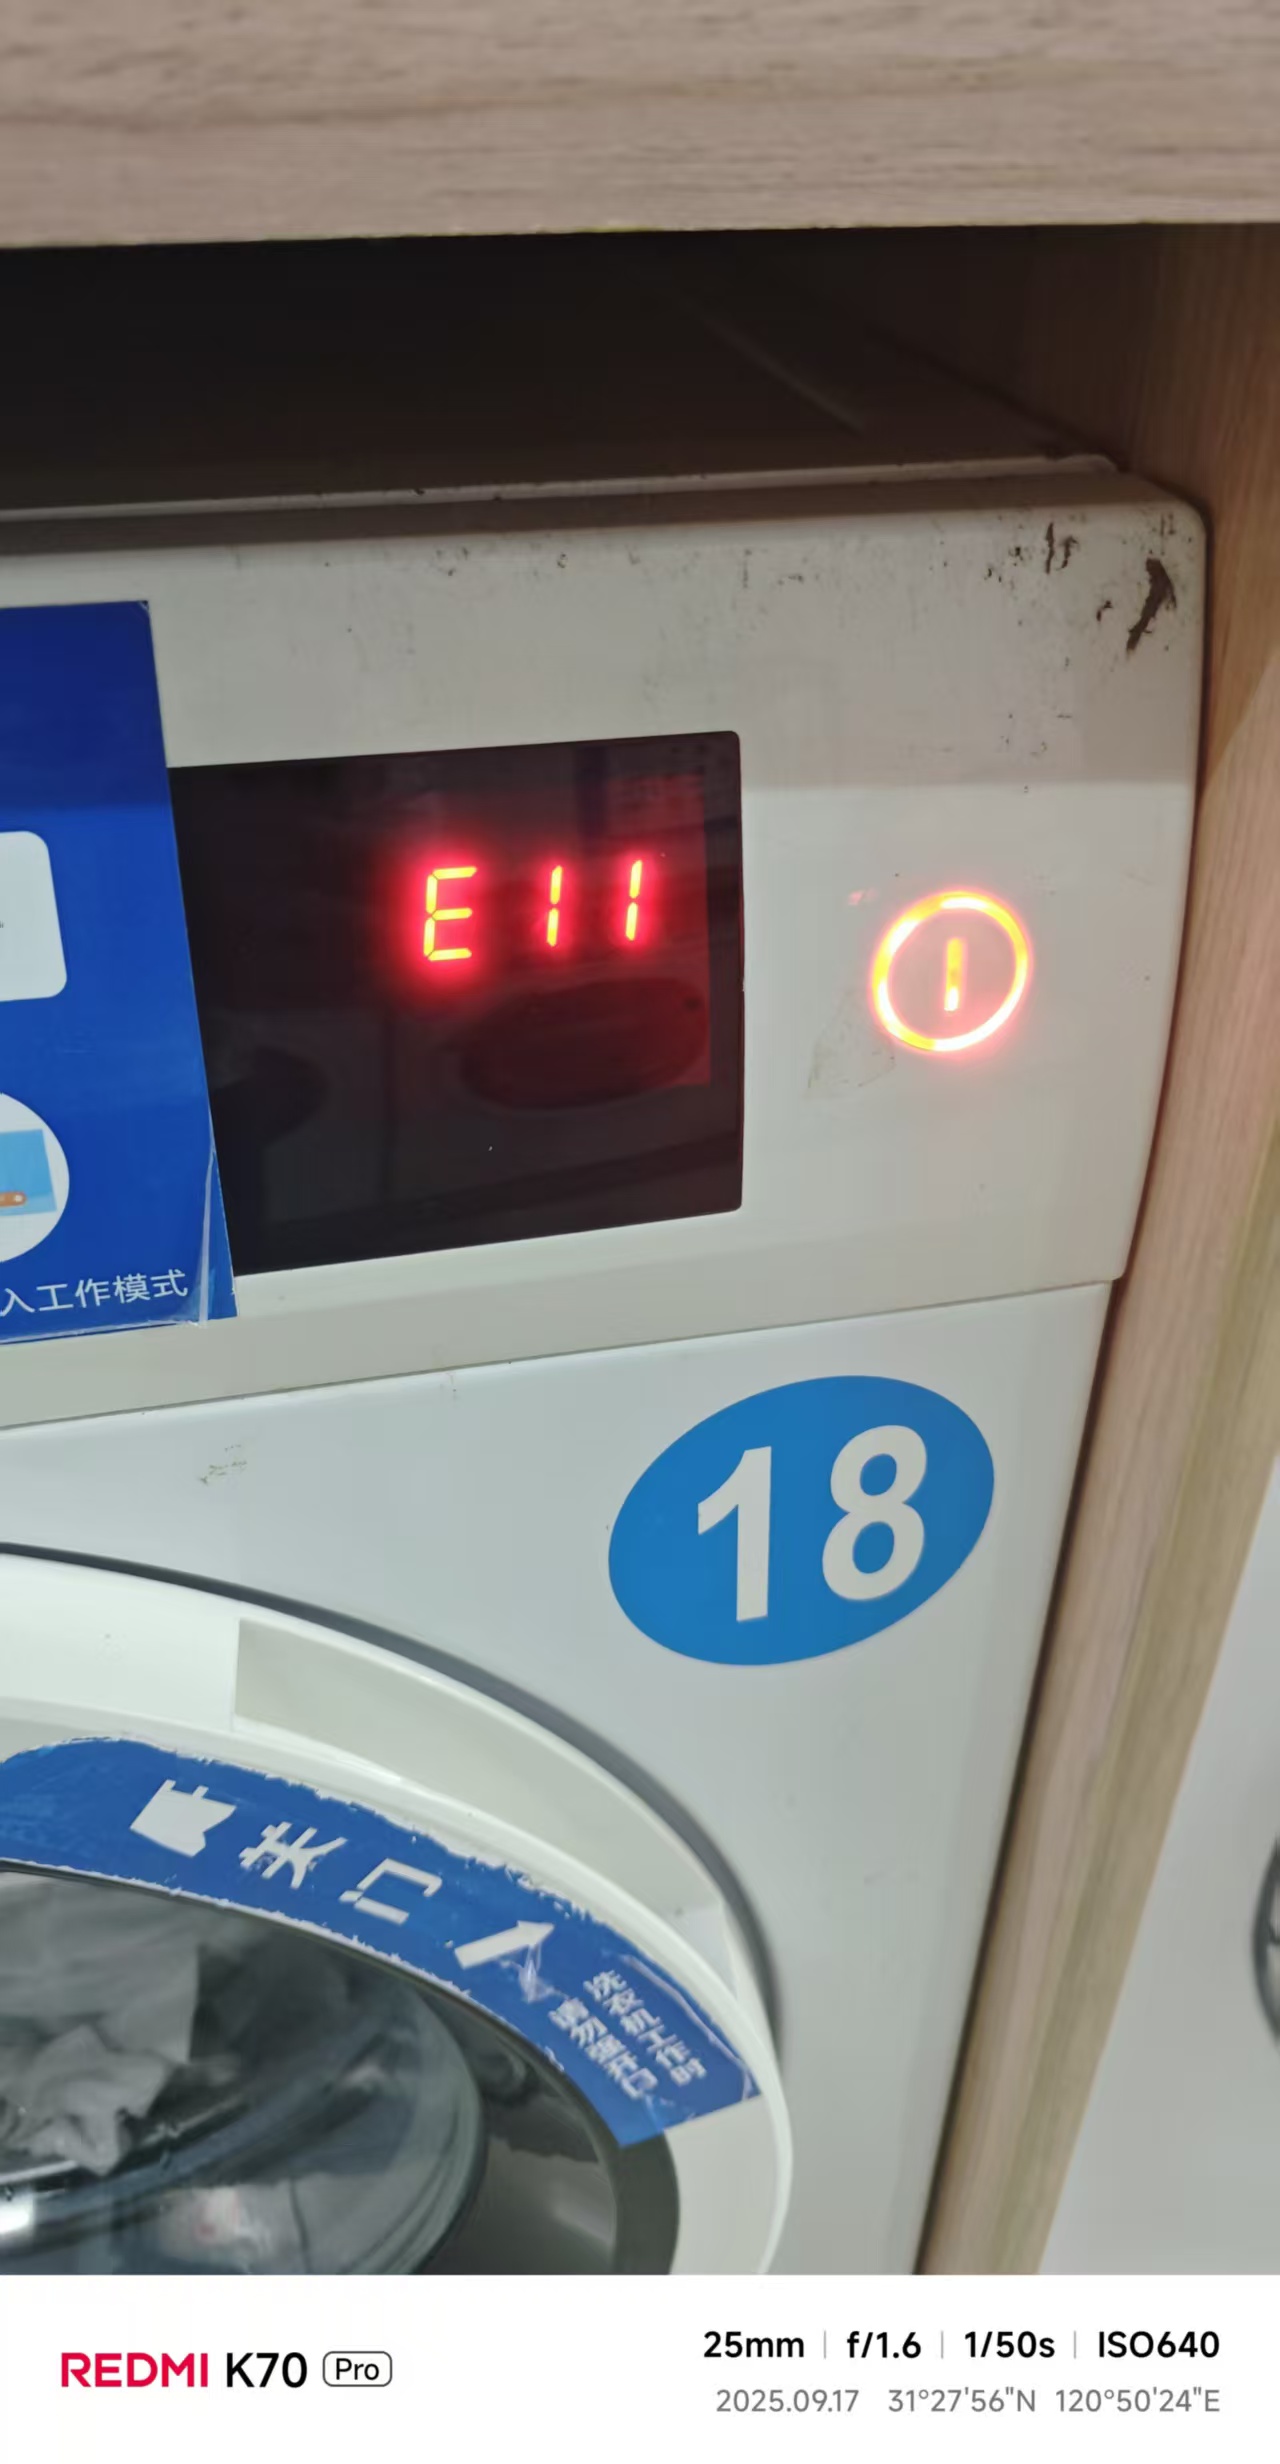 E11
入工作模式
18
关门
洗衣机工作时
请勿强开门
REDMI K70 Pro
25mm | f/1.6 | 1/50s | ISO640
2025.09.17 31°27'56"N 120°50'24"E